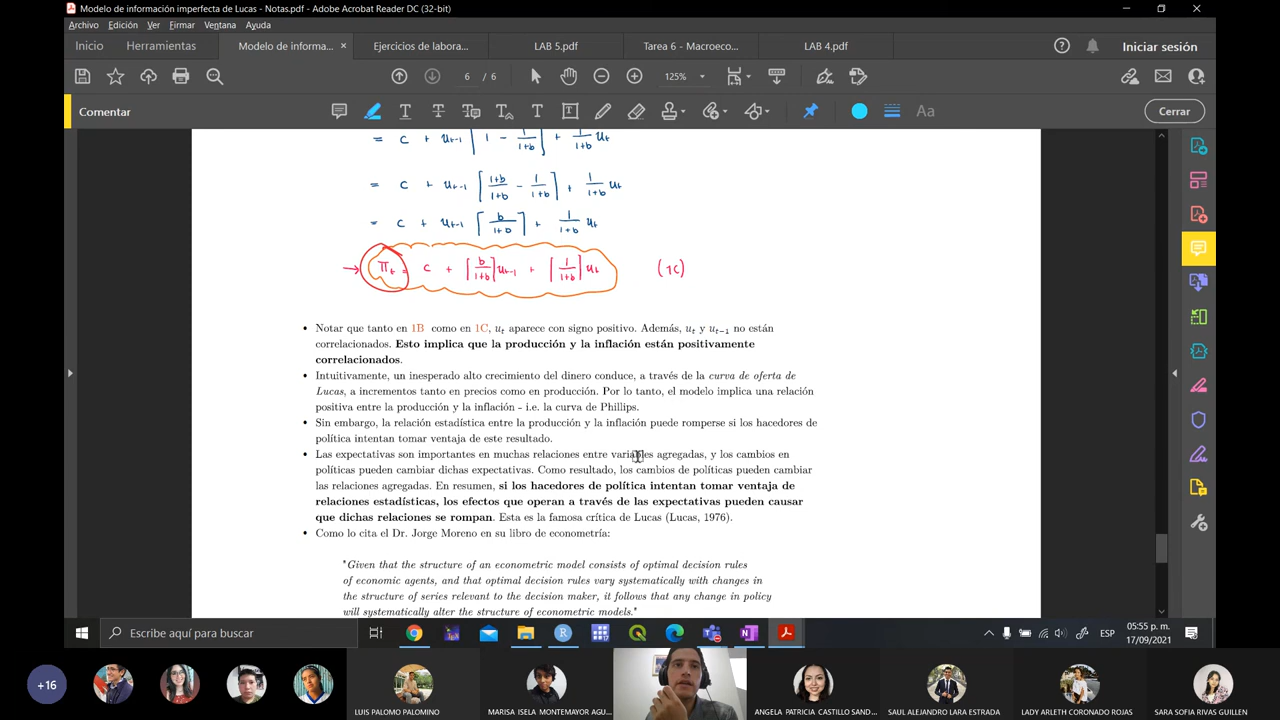 Modelo de información imperfecta de Lucas - Notas.pdf - Adobe Acrobat Reader DC (32-bit)
Archivo Edición Ver Firmar Ventana Ayuda
Inicio Herramientas Modelo de informa... × Ejercicios de labora... LAB 5.pdf Tarea 6 - Macroeco... LAB 4.pdf Iniciar sesión
6 / 6 125%
Comentar Aa Cerrar
= c + u_{t-1} [1 - 1/(1+b)] + 1/(1+b) u_t
= c + u_{t-1} [(1+b)/(1+b) - 1/(1+b)] + 1/(1+b) u_t
= c + u_{t-1} [b/(1+b)] + 1/(1+b) u_t
→ π_t = c + [b/(1+b)] u_{t-1} + [1/(1+b)] u_t (1C)
• Notar que tanto en 1B como en 1C, u_t aparece con signo positivo. Además, u_t y u_{t−1} no están
correlacionados. Esto implica que la producción y la inflación están positivamente
correlacionados.
• Intuitivamente, un inesperado alto crecimiento del dinero conduce, a través de la curva de oferta de
Lucas, a incrementos tanto en precios como en producción. Por lo tanto, el modelo implica una relación
positiva entre la producción y la inflación - i.e. la curva de Phillips.
• Sin embargo, la relación estadística entre la producción y la inflación puede romperse si los hacedores de
política intentan tomar ventaja de este resultado.
• Las expectativas son importantes en muchas relaciones entre variables agregadas, y los cambios en
políticas pueden cambiar dichas expectativas. Como resultado, los cambios de políticas pueden cambiar
las relaciones agregadas. En resumen, si los hacedores de política intentan tomar ventaja de
relaciones estadísticas, los efectos que operan a través de las expectativas pueden causar
que dichas relaciones se rompan. Esta es la famosa crítica de Lucas (Lucas, 1976).
• Como lo cita el Dr. Jorge Moreno en su libro de econometría:
"Given that the structure of an econometric model consists of optimal decision rules
of economic agents, and that optimal decision rules vary systematically with changes in
the structure of series relevant to the decision maker, it follows that any change in policy
will systematically alter the structure of econometric models."
Escribe aquí para buscar ESP 05:55 p. m.
17/09/2021
+16 LUIS PALOMO PALOMINO MARISA ISELA MONTEMAYOR AGU... ANGELA PATRICIA CASTILLO SAND... SAUL ALEJANDRO LARA ESTRADA LADY ARLETH CORONADO ROJAS SARA SOFIA RIVAS GUILLEN